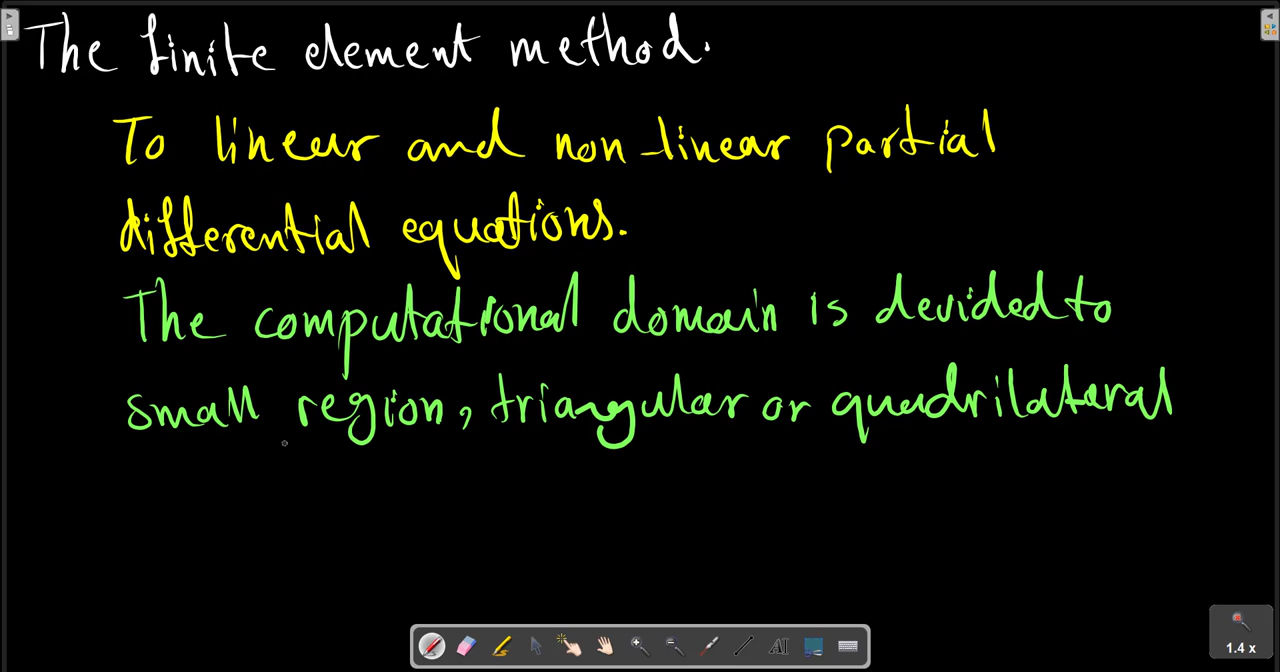 The finite element method.
To linear and non-linear partial
differential equations.
The computational domain is devided to
small region, triangular or quadrilateral
AI
1.4 x